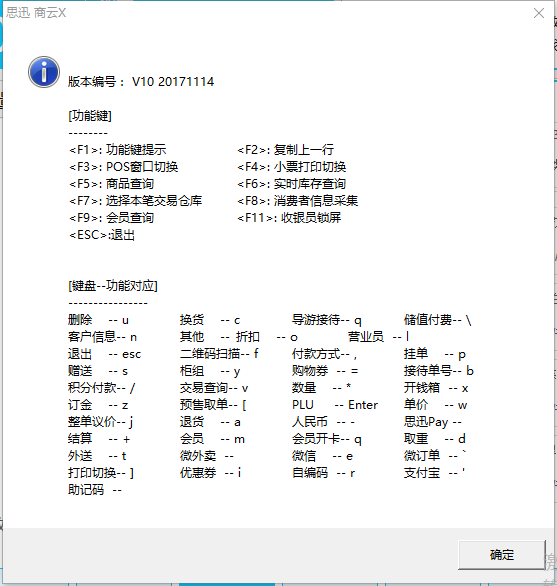 思迅 商云X
版本编号： V10 20171114
[功能键]
--------
<F1>: 功能键提示 <F2>: 复制上一行
<F3>: POS窗口切换 <F4>: 小票打印切换
<F5>: 商品查询 <F6>: 实时库存查询
<F7>: 选择本笔交易仓库 <F8>: 消费者信息采集
<F9>: 会员查询 <F11>: 收银员锁屏
<ESC>:退出
[键盘--功能对应]
----------------
删除 -- u 换货 -- c 导游接待-- q 储值付费-- \
客户信息-- n 其他 -- 折扣 -- o 营业员 -- l
退出 -- esc 二维码扫描-- f 付款方式-- , 挂单 -- p
赠送 -- s 柜组 -- y 购物券 -- = 接待单号-- b
积分付款-- / 交易查询-- v 数量 -- * 开钱箱 -- x
订金 -- z 预售取单-- [ PLU -- Enter 单价 -- w
整单议价-- j 退货 -- a 人民币 -- - 思迅Pay --
结算 -- + 会员 -- m 会员开卡-- q 取重 -- d
外送 -- t 微外卖 -- 微信 -- e 微订单 -- `
打印切换-- ] 优惠券 -- i 自编码 -- r 支付宝 -- '
助记码 --
确定